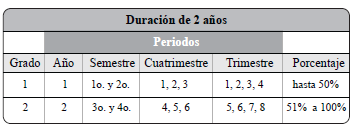 Duración de 2 años
Periodos
Grado Año Semestre Cuatrimestre Trimestre Porcentaje
1 1 1o. y 2o. 1, 2, 3 1, 2, 3, 4 hasta 50%
2 2 3o. y 4o. 4, 5, 6 5, 6, 7, 8 51% a 100%